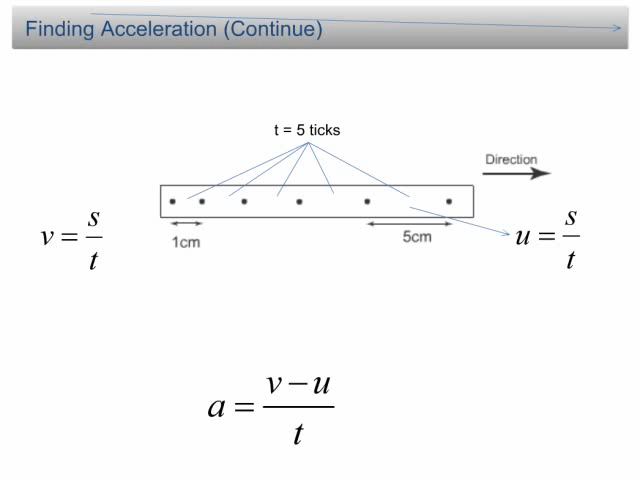 Finding Acceleration (Continue)
t = 5 ticks
Direction
1cm
5cm
v = s/t
u = s/t
a = v − u/t